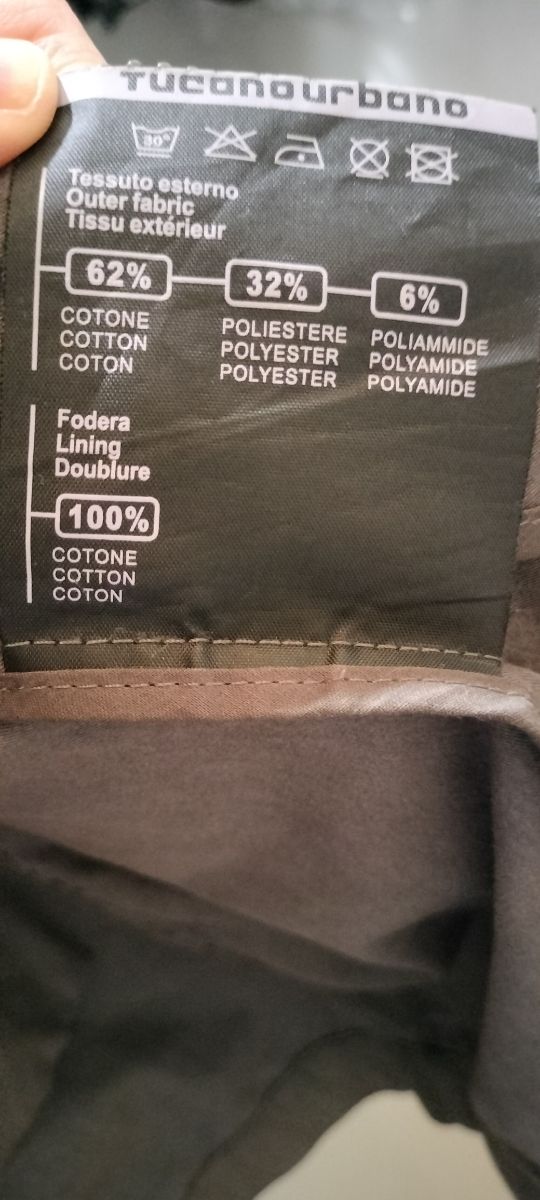 Tucanourbano
30°
Tessuto esterno
Outer fabric
Tissu extérieur
62% 32% 6%
COTONE POLIESTERE POLIAMMIDE
COTTON POLYESTER POLYAMIDE
COTON POLYESTER POLYAMIDE
Fodera
Lining
Doublure
100%
COTONE
COTTON
COTON